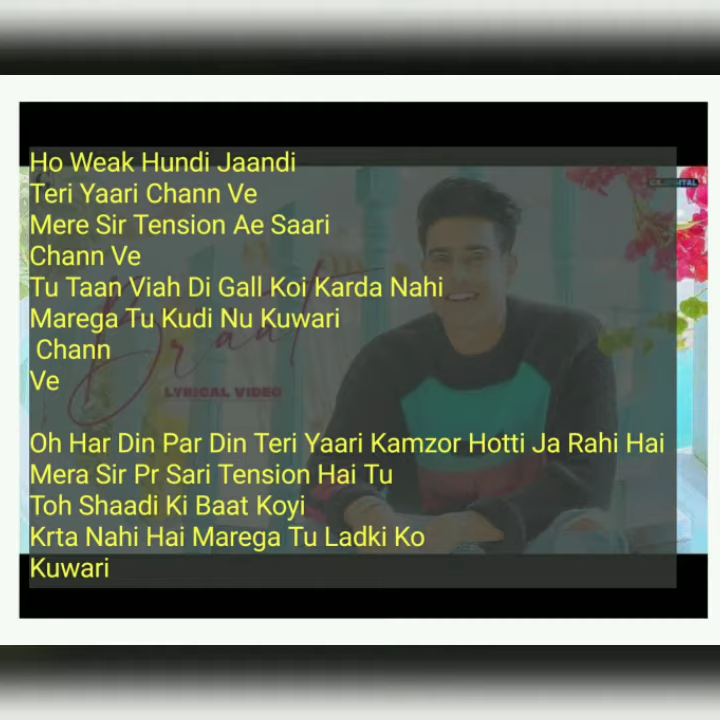 Ho Weak Hundi Jaandi
Teri Yaari Chann Ve
Mere Sir Tension Ae Saari
Chann Ve
Tu Taan Viah Di Gall Koi Karda Nahi
Marega Tu Kudi Nu Kuwari
Chann
Ve
Oh Har Din Par Din Teri Yaari Kamzor Hotti Ja Rahi Hai
Mera Sir Pr Sari Tension Hai Tu
Toh Shaadi Ki Baat Koyi
Krta Nahi Hai Marega Tu Ladki Ko
Kuwari
LYRICAL VIDEO